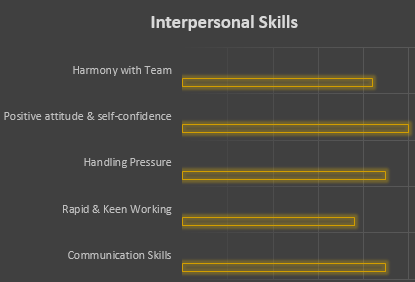 Interpersonal Skills
Harmony with Team
Positive attitude & self-confidence
Handling Pressure
Rapid & Keen Working
Communication Skills